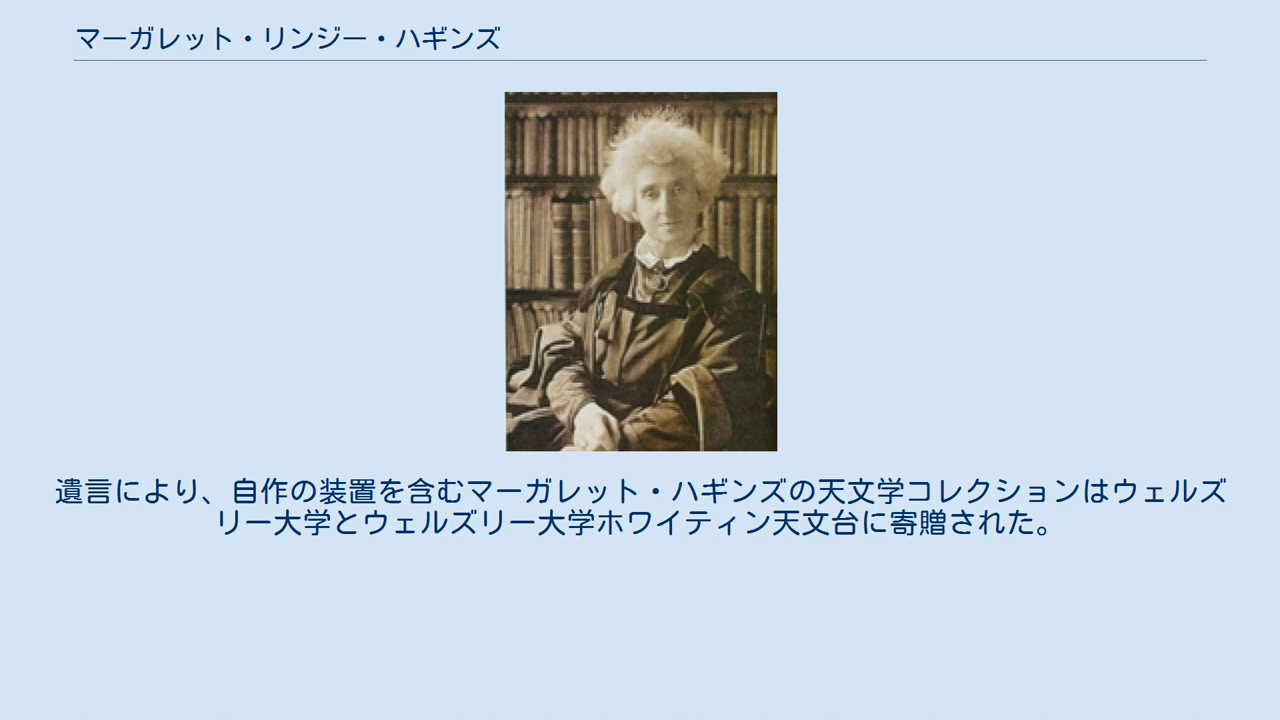 マーガレット・リンジー・ハギンズ
遺言により、自作の装置を含むマーガレット・ハギンズの天文学コレクションはウェルズ
リー大学とウェルズリー大学ホワイティン天文台に寄贈された。